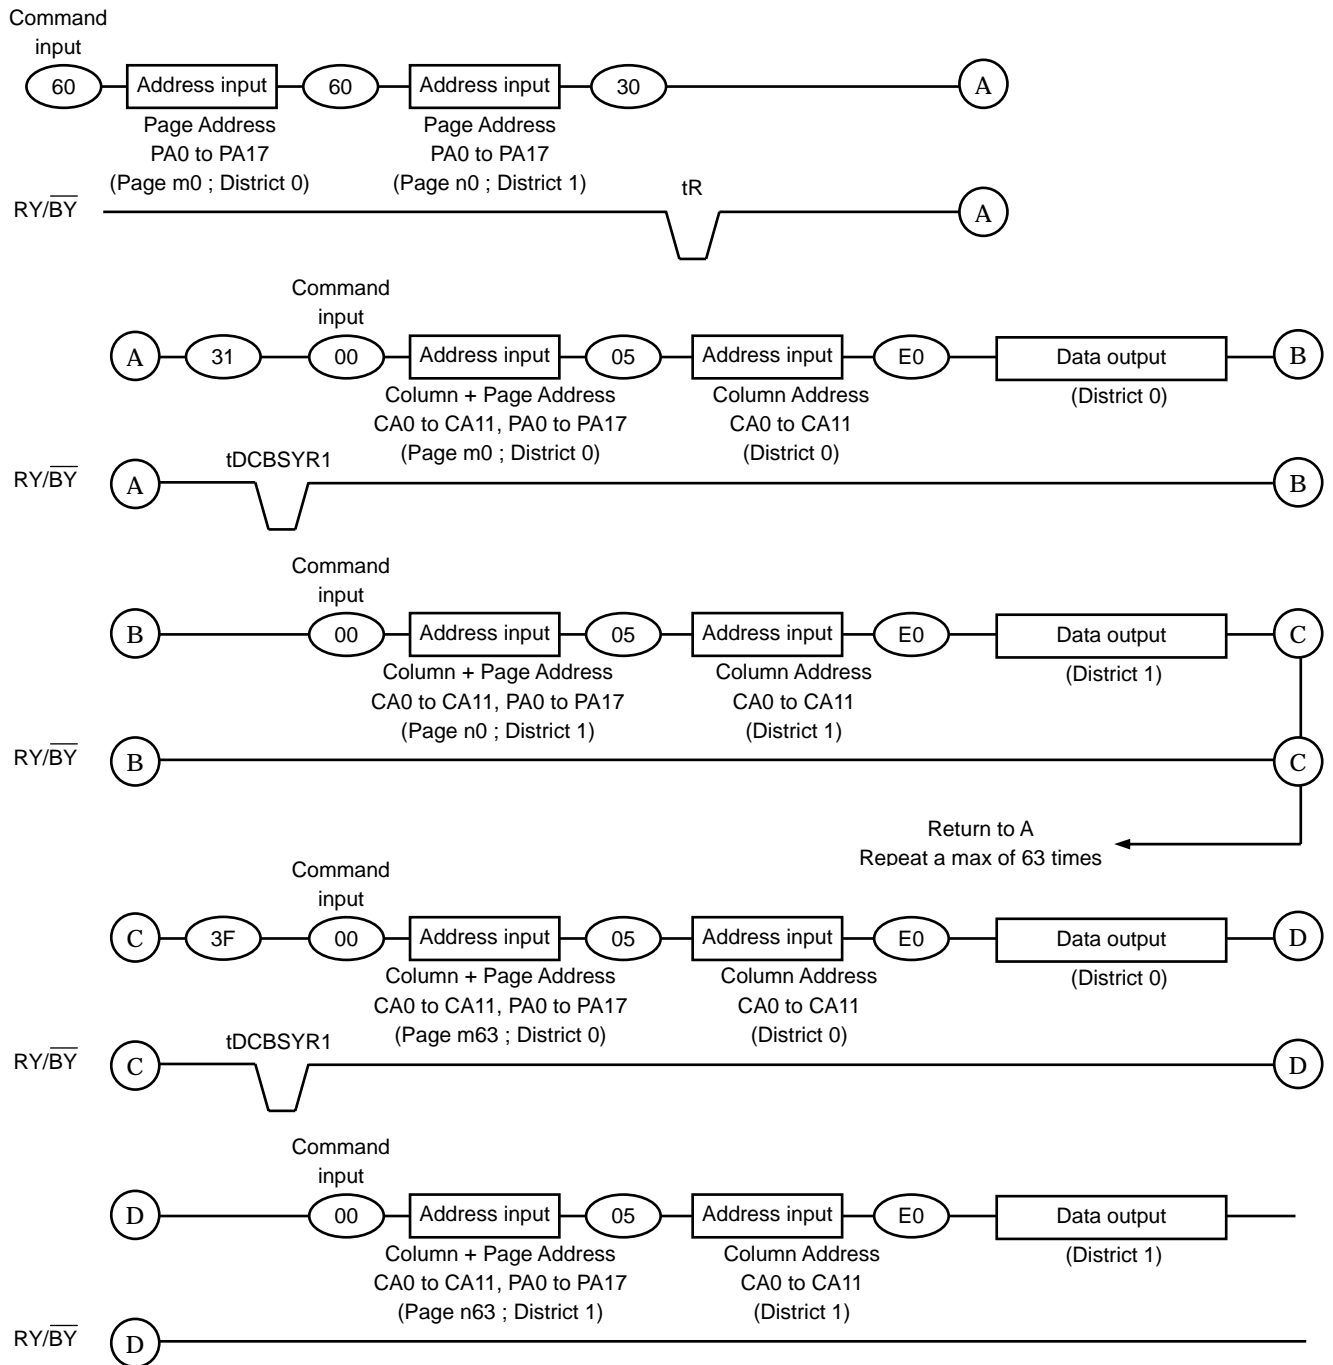 Command
input
60 Address input 60 Address input 30 A
Page Address Page Address
PA0 to PA17 PA0 to PA17
(Page m0 ; District 0) (Page n0 ; District 1) tR
RY/BY A
Command
input
A 31 00 Address input 05 Address input E0 Data output B
Column + Page Address Column Address (District 0)
CA0 to CA11, PA0 to PA17 CA0 to CA11
(Page m0 ; District 0) (District 0)
tDCBSYR1
RY/BY A B
Command
input
B 00 Address input 05 Address input E0 Data output C
Column + Page Address Column Address (District 1)
CA0 to CA11, PA0 to PA17 CA0 to CA11
(Page n0 ; District 1) (District 1)
RY/BY B C
Return to A
Repeat a max of 63 times
Command
input
C 3F 00 Address input 05 Address input E0 Data output D
Column + Page Address Column Address (District 0)
CA0 to CA11, PA0 to PA17 CA0 to CA11
(Page m63 ; District 0) (District 0)
tDCBSYR1
RY/BY C D
Command
input
D 00 Address input 05 Address input E0 Data output
Column + Page Address Column Address (District 1)
CA0 to CA11, PA0 to PA17 CA0 to CA11
(Page n63 ; District 1) (District 1)
RY/BY D